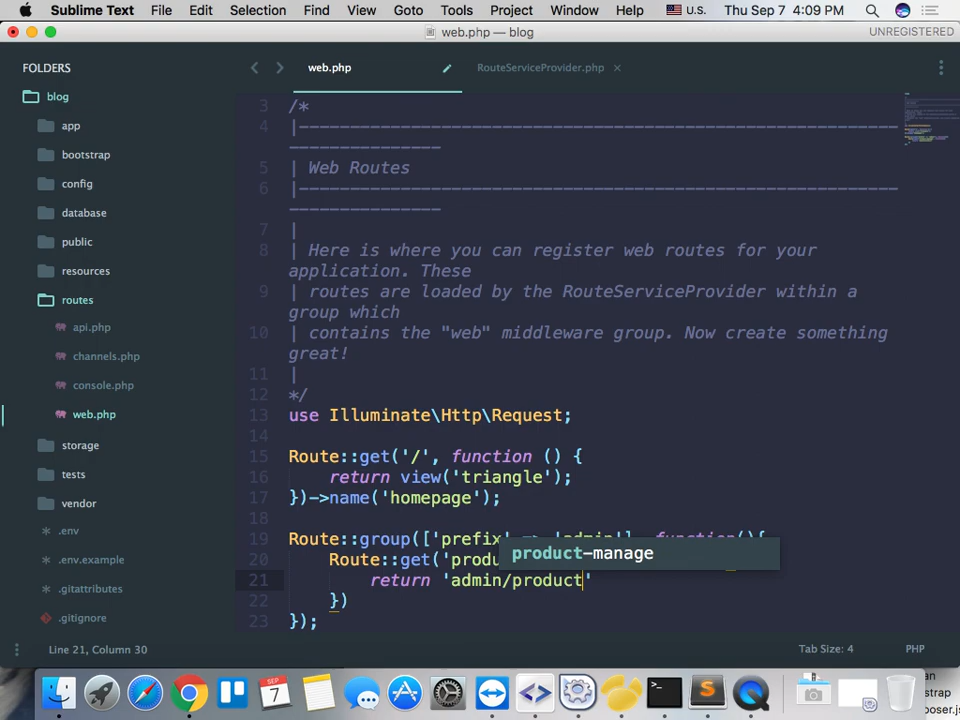 Sublime Text File Edit Selection Find View Goto Tools Project Window Help U.S. Thu Sep 7 4:09 PM
web.php — blog UNREGISTERED
FOLDERS
blog
app
bootstrap
config
database
public
resources
routes
api.php
channels.php
console.php
web.php
storage
tests
vendor
.env
.env.example
.gitattributes
.gitignore
web.php RouteServiceProvider.php ×
3 /*
4 |--------------------------------------------------------------------------
5 | Web Routes
6 |--------------------------------------------------------------------------
7 |
8 | Here is where you can register web routes for your
application. These
9 | routes are loaded by the RouteServiceProvider within a
group which
10 | contains the "web" middleware group. Now create something
great!
11 |
12 */
13 use Illuminate\Http\Request;
14
15 Route::get('/', function () {
16 return view('triangle');
17 })->name('homepage');
18
19 Route::group(['prefix' => 'admin'], function(){
20 Route::get('produ
product-manage
21 return 'admin/product'
22 })
23 });
Line 21, Column 30 Tab Size: 4 PHP
7
an
strap
poser.js